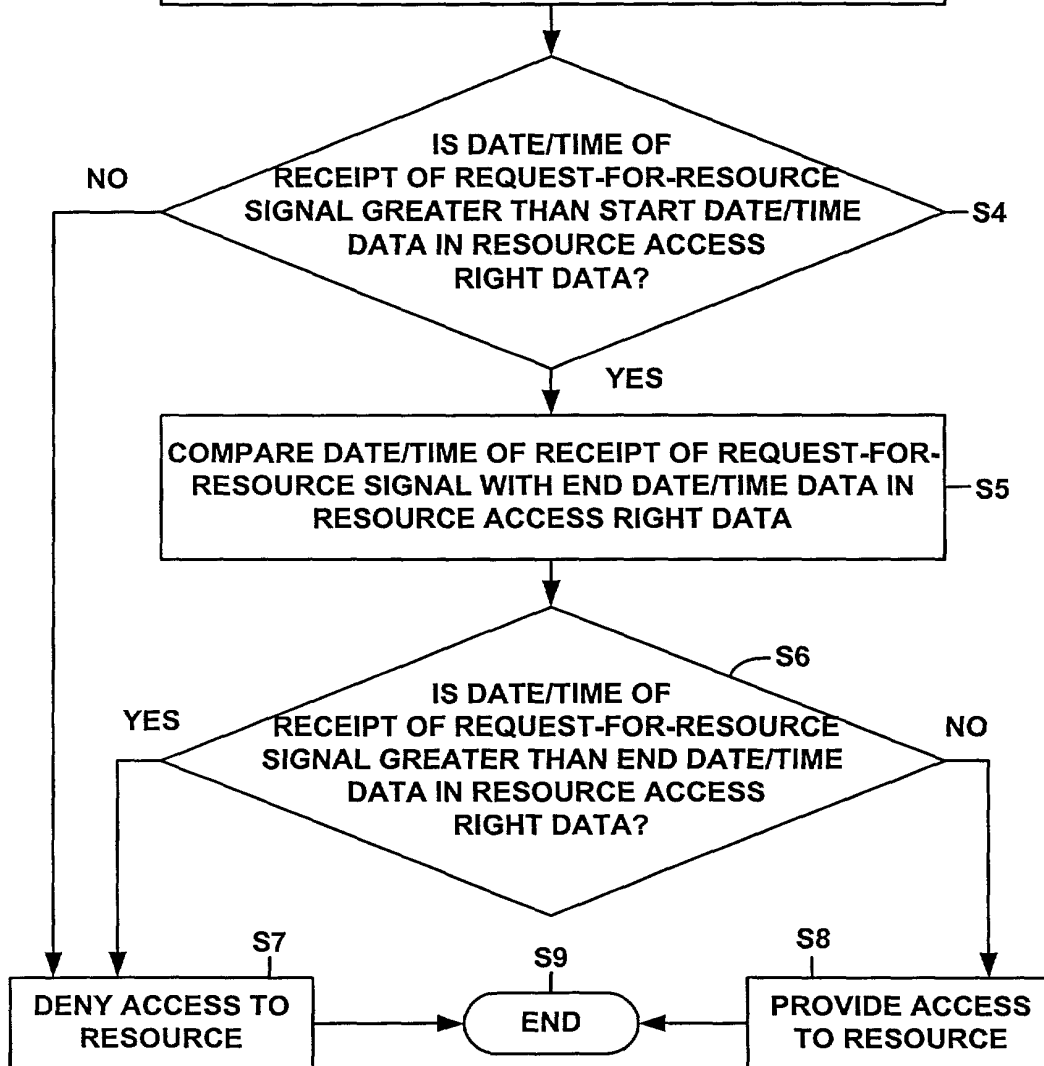 IS DATE/TIME OF
RECEIPT OF REQUEST-FOR-RESOURCE
SIGNAL GREATER THAN START DATE/TIME
DATA IN RESOURCE ACCESS
RIGHT DATA?
NO
S4
YES
COMPARE DATE/TIME OF RECEIPT OF REQUEST-FOR-
RESOURCE SIGNAL WITH END DATE/TIME DATA IN
RESOURCE ACCESS RIGHT DATA
S5
S6
IS DATE/TIME OF
RECEIPT OF REQUEST-FOR-RESOURCE
SIGNAL GREATER THAN END DATE/TIME
DATA IN RESOURCE ACCESS
RIGHT DATA?
YES
NO
S7
DENY ACCESS TO
RESOURCE
S9
END
S8
PROVIDE ACCESS
TO RESOURCE